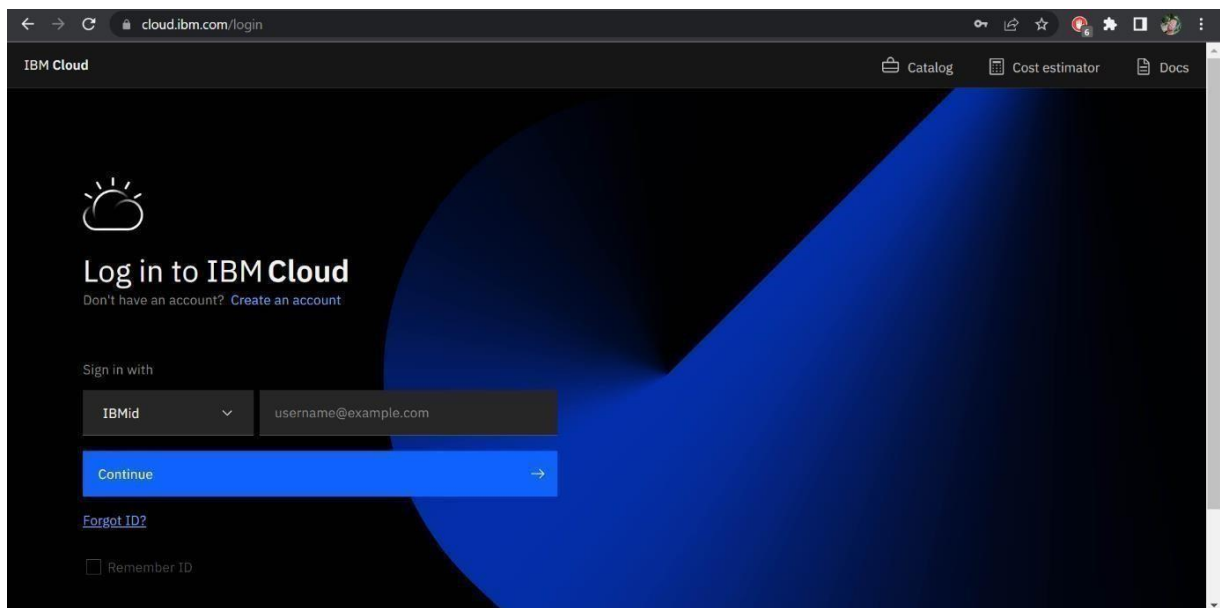 cloud.ibm.com/login
6
IBM Cloud
Catalog
Cost estimator
Docs
Log in to IBM Cloud
Don't have an account? Create an account
Sign in with
IBMid
username@example.com
Continue
Forgot ID?
Remember ID